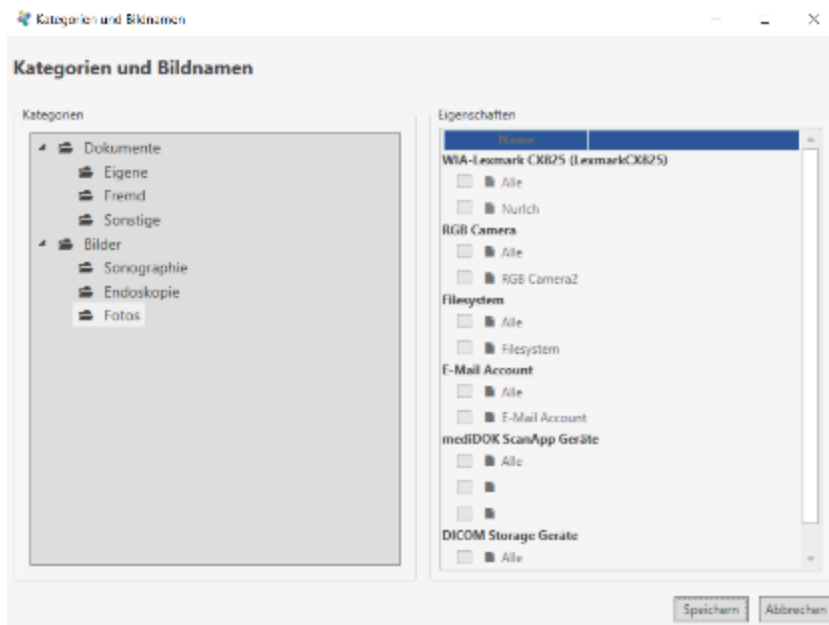 Kategorien und Bildnamen
Kategorien und Bildnamen
Kategorien
Dokumente
Eigene
Fremd
Sonstige
Bilder
Sonographie
Endoskopie
Fotos
Eigenschaften
Name
WIA-Lexmark CX825 (LexmarkCX825)
Alle
NurIch
RGB Camera
Alle
RGB Camera2
Filesystem
Alle
Filesystem
E-Mail Account
Alle
E-Mail Account
mediDOK ScanApp Geräte
Alle
DICOM Storage Geräte
Alle
Speichern
Abbrechen